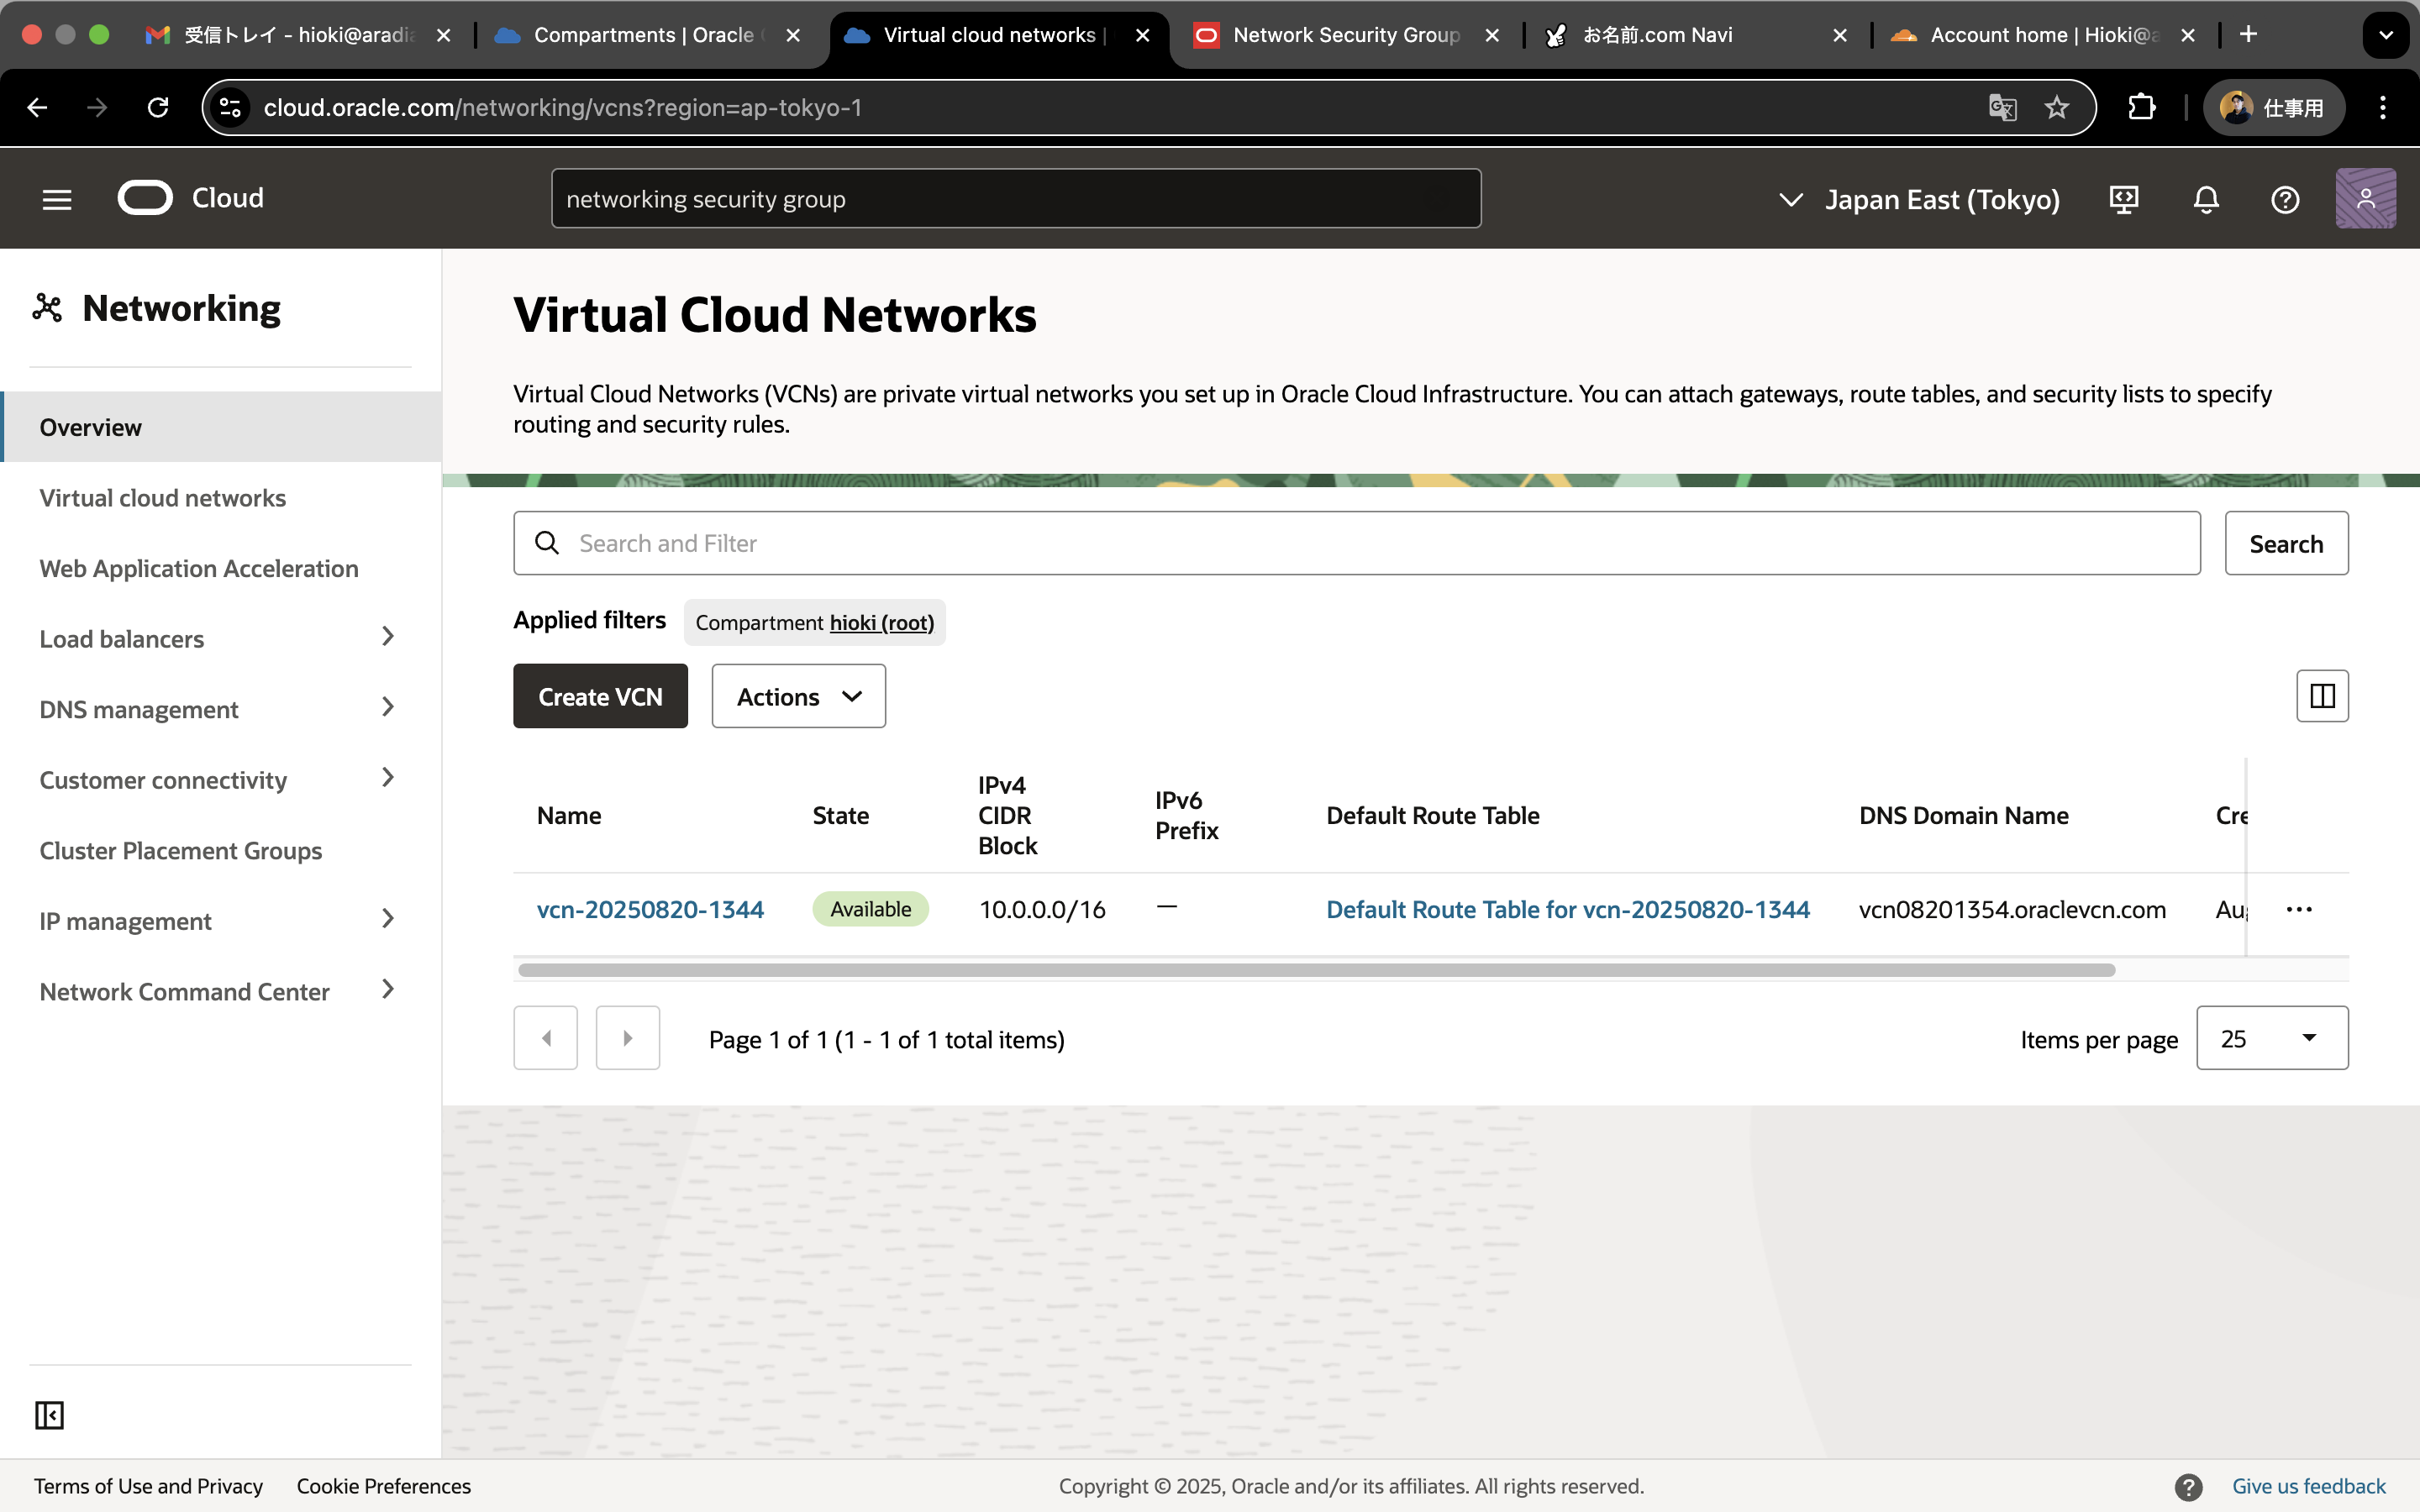 受信トレイ - hioki@aradia
Compartments | Oracle
Virtual cloud networks |
Network Security Group
お名前.com Navi
Account home | Hioki@a
cloud.oracle.com/networking/vcns?region=ap-tokyo-1
仕事用
Cloud
networking security group
Japan East (Tokyo)
Networking
Overview
Virtual cloud networks
Web Application Acceleration
Load balancers
DNS management
Customer connectivity
Cluster Placement Groups
IP management
Network Command Center
Virtual Cloud Networks
Virtual Cloud Networks (VCNs) are private virtual networks you set up in Oracle Cloud Infrastructure. You can attach gateways, route tables, and security lists to specify
routing and security rules.
Search and Filter
Search
Applied filters
Compartment hioki (root)
Create VCN
Actions
Name
State
IPv4
CIDR
Block
IPv6
Prefix
Default Route Table
DNS Domain Name
Cre
vcn-20250820-1344
Available
10.0.0.0/16
—
Default Route Table for vcn-20250820-1344
vcn08201354.oraclevcn.com
Au
Page 1 of 1 (1 - 1 of 1 total items)
Items per page
25
Terms of Use and Privacy
Cookie Preferences
Copyright © 2025, Oracle and/or its affiliates. All rights reserved.
Give us feedback